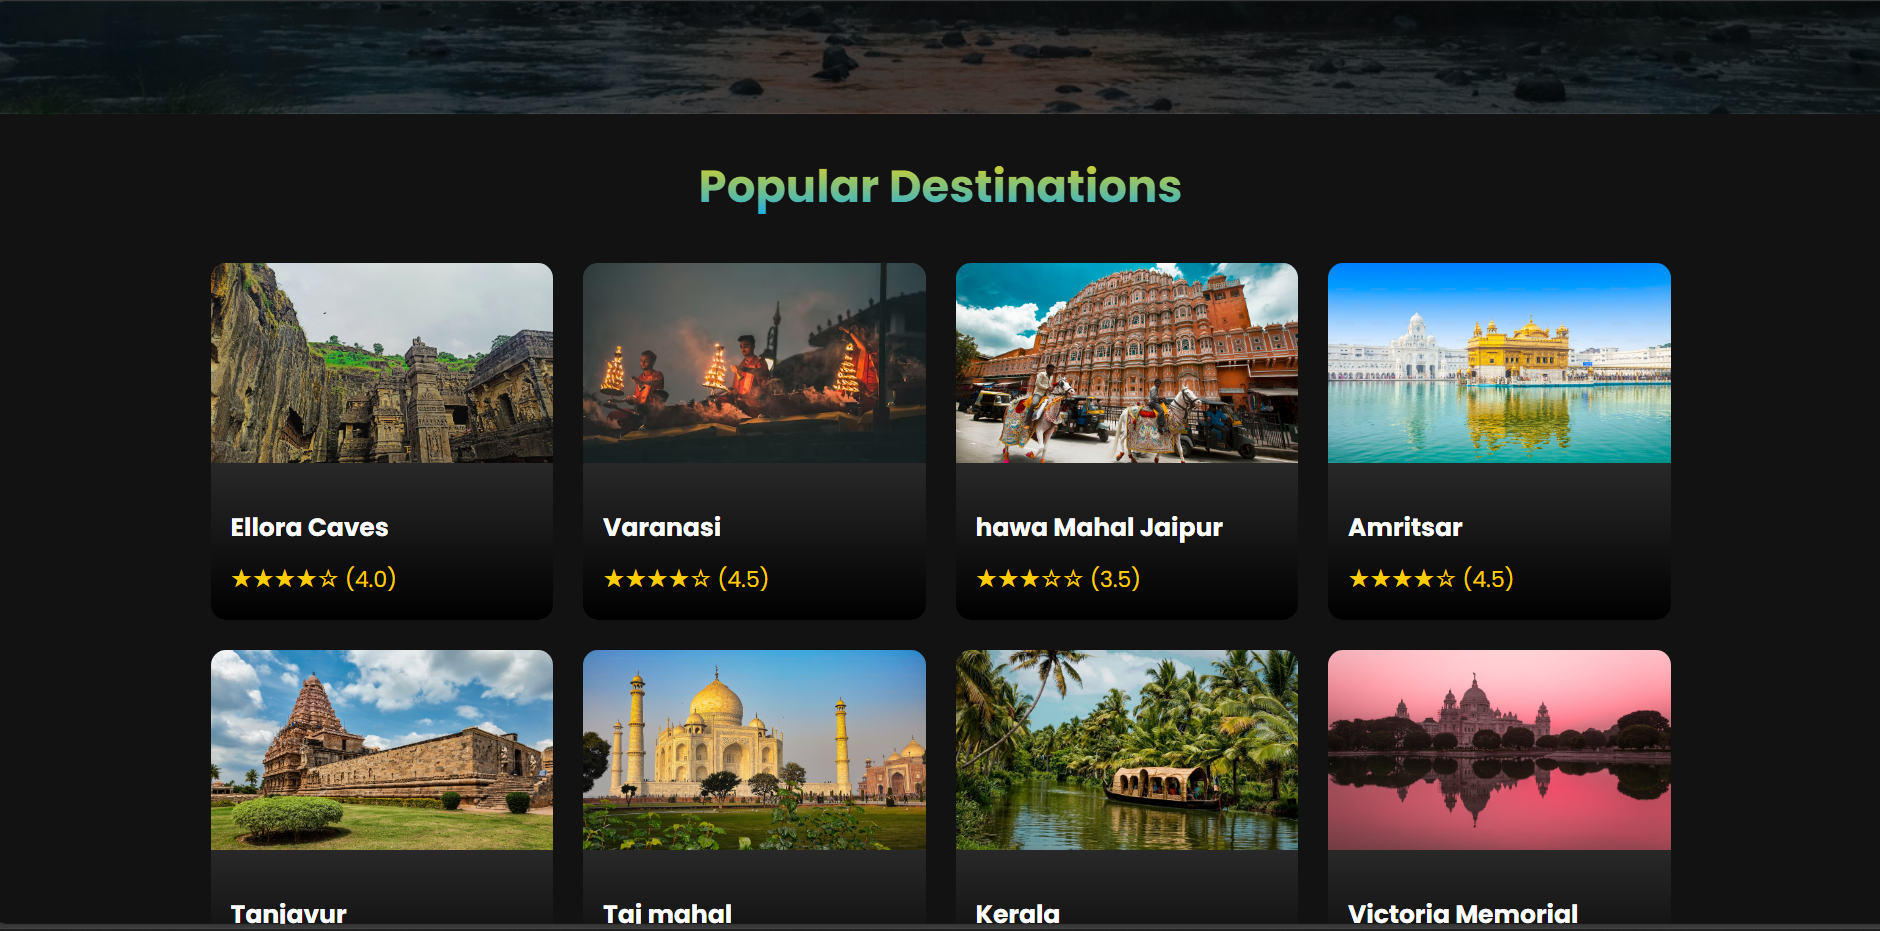 Popular Destinations
Ellora Caves
★★★★☆ (4.0)
Varanasi
★★★★☆ (4.5)
hawa Mahal Jaipur
★★★☆☆ (3.5)
Amritsar
★★★★☆ (4.5)
Tanjavur
Taj mahal
Kerala
Victoria Memorial